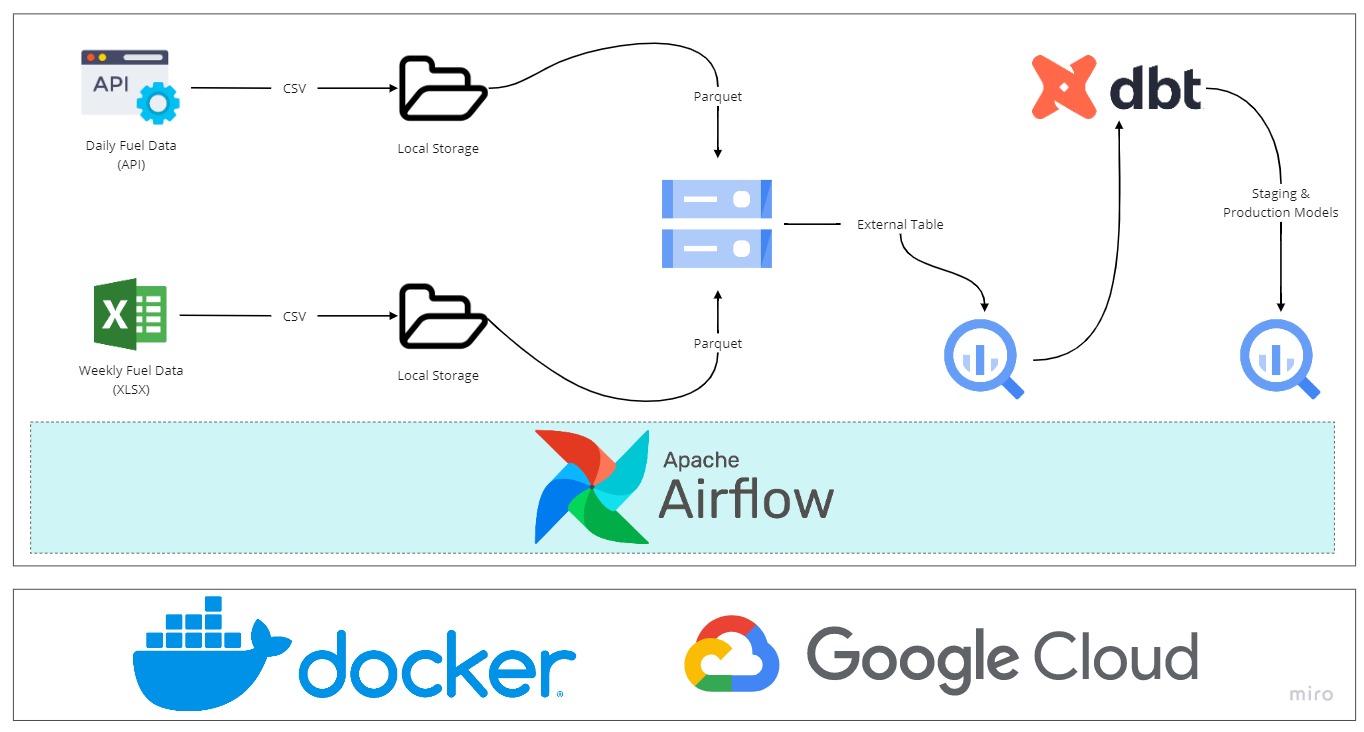 API
Daily Fuel Data
(API)
CSV
Local Storage
Parquet
dbt
Staging &
Production Models
External Table
X
Weekly Fuel Data
(XLSX)
CSV
Local Storage
Parquet
Apache
Airflow
docker®
Google Cloud
miro